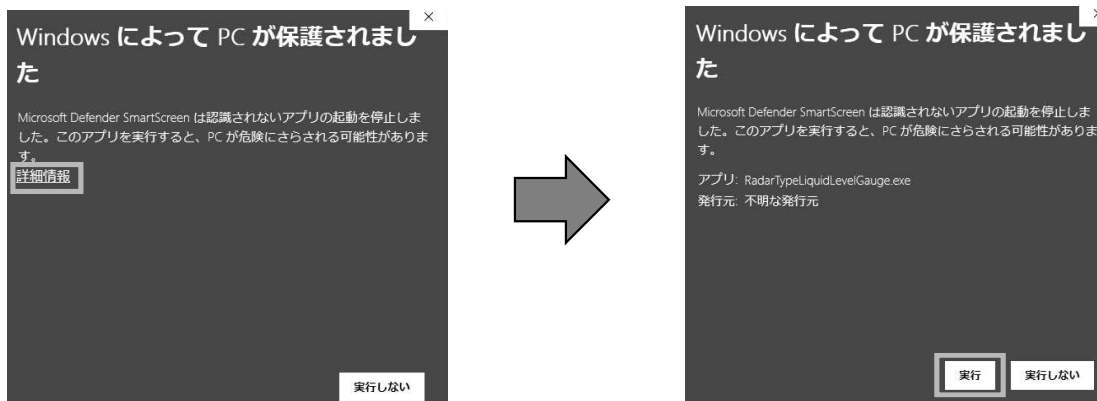 ×
Windows によって PC が保護されまし
た
Microsoft Defender SmartScreen は認識されないアプリの起動を停止しま
した。このアプリを実行すると、PC が危険にさらされる可能性がありま
す。
詳細情報
実行しない
×
Windows によって PC が保護されまし
た
Microsoft Defender SmartScreen は認識されないアプリの起動を停止しま
した。このアプリを実行すると、PC が危険にさらされる可能性がありま
す。
アプリ: RadarTypeLiquidLevelGauge.exe
発行元: 不明な発行元
実行 実行しない